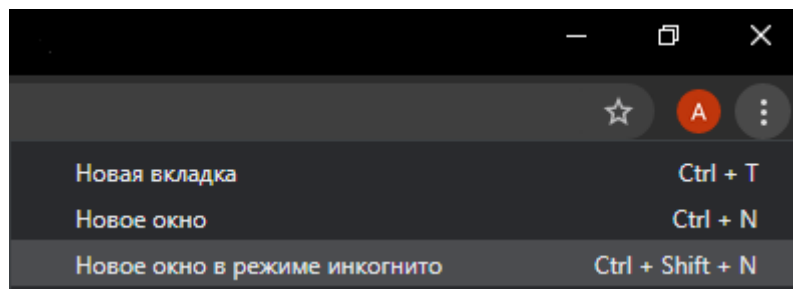 A
Новая вкладка Ctrl + T
Новое окно Ctrl + N
Новое окно в режиме инкогнито Ctrl + Shift + N